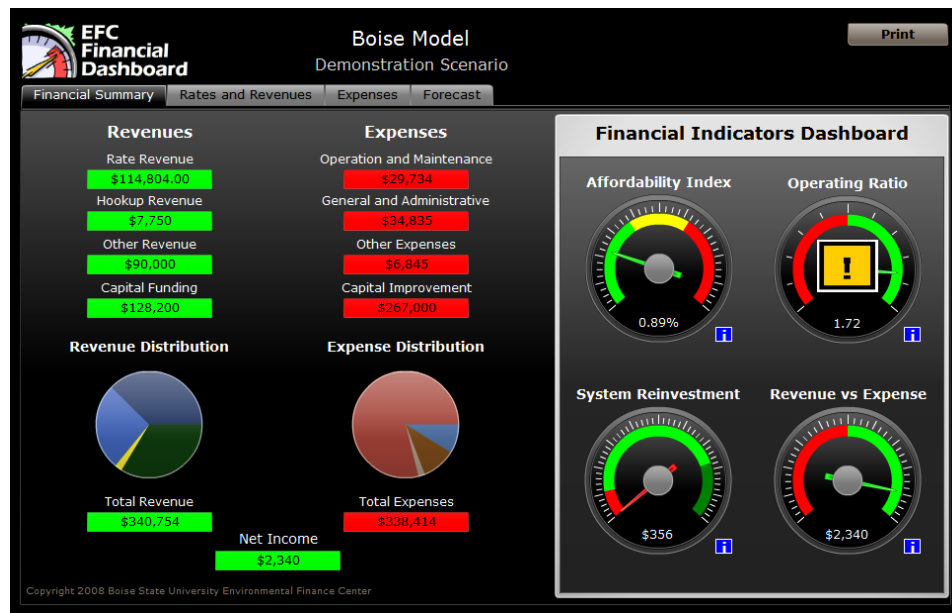 EFC
Financial
Dashboard
Boise Model
Demonstration Scenario
Print
Financial Summary
Rates and Revenues
Expenses
Forecast
Revenues
Rate Revenue
$114,804.00
Hookup Revenue
$7,750
Other Revenue
$90,000
Capital Funding
$128,200
Expenses
Operation and Maintenance
$29,734
General and Administrative
$34,835
Other Expenses
$6,845
Capital Improvement
$267,000
Revenue Distribution
Expense Distribution
Total Revenue
$340,754
Total Expenses
$338,414
Net Income
$2,340
Copyright 2008 Boise State University Environmental Finance Center
Financial Indicators Dashboard
Affordability Index
0.89%
i
Operating Ratio
!
1.72
i
System Reinvestment
$356
i
Revenue vs Expense
$2,340
i